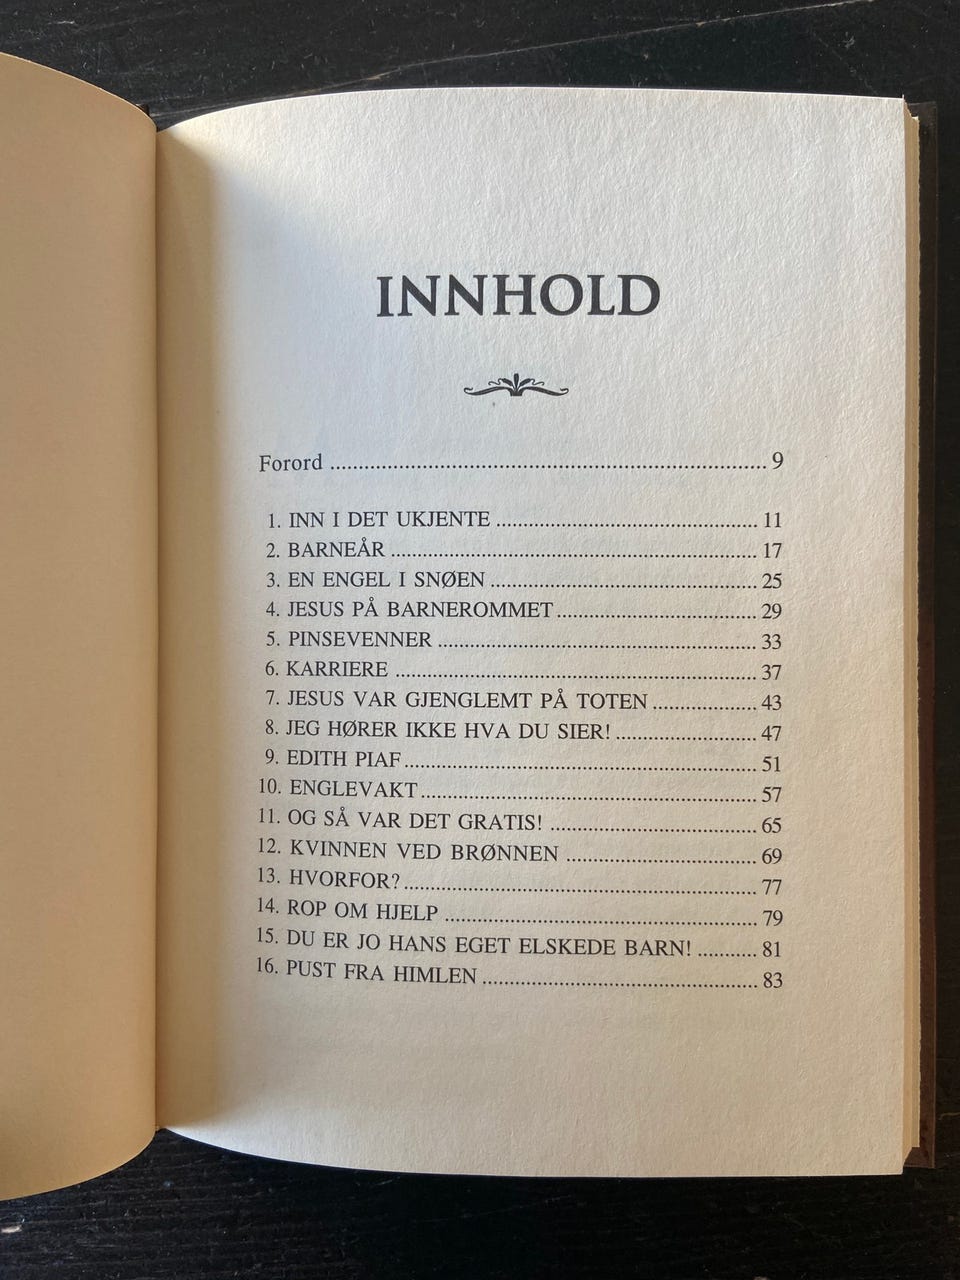 INNHOLD
Forord ................................................................................ 9
1. INN I DET UKJENTE ................................................ 11
2. BARNEÅR ................................................................... 17
3. EN ENGEL I SNØEN ................................................. 25
4. JESUS PÅ BARNEROMMET ..................................... 29
5. PINSEVENNER .......................................................... 33
6. KARRIERE .................................................................. 37
7. JESUS VAR GJENGLEMT PÅ TOTEN ................... 43
8. JEG HØRER IKKE HVA DU SIER! .......................... 47
9. EDITH PIAF ................................................................ 51
10. ENGLEVAKT ............................................................. 57
11. OG SÅ VAR DET GRATIS! ...................................... 65
12. KVINNEN VED BRØNNEN ................................... 69
13. HVORFOR? ................................................................ 77
14. ROP OM HJELP ......................................................... 79
15. DU ER JO HANS EGET ELSKEDE BARN! ........... 81
16. PUST FRA HIMLEN .................................................. 83